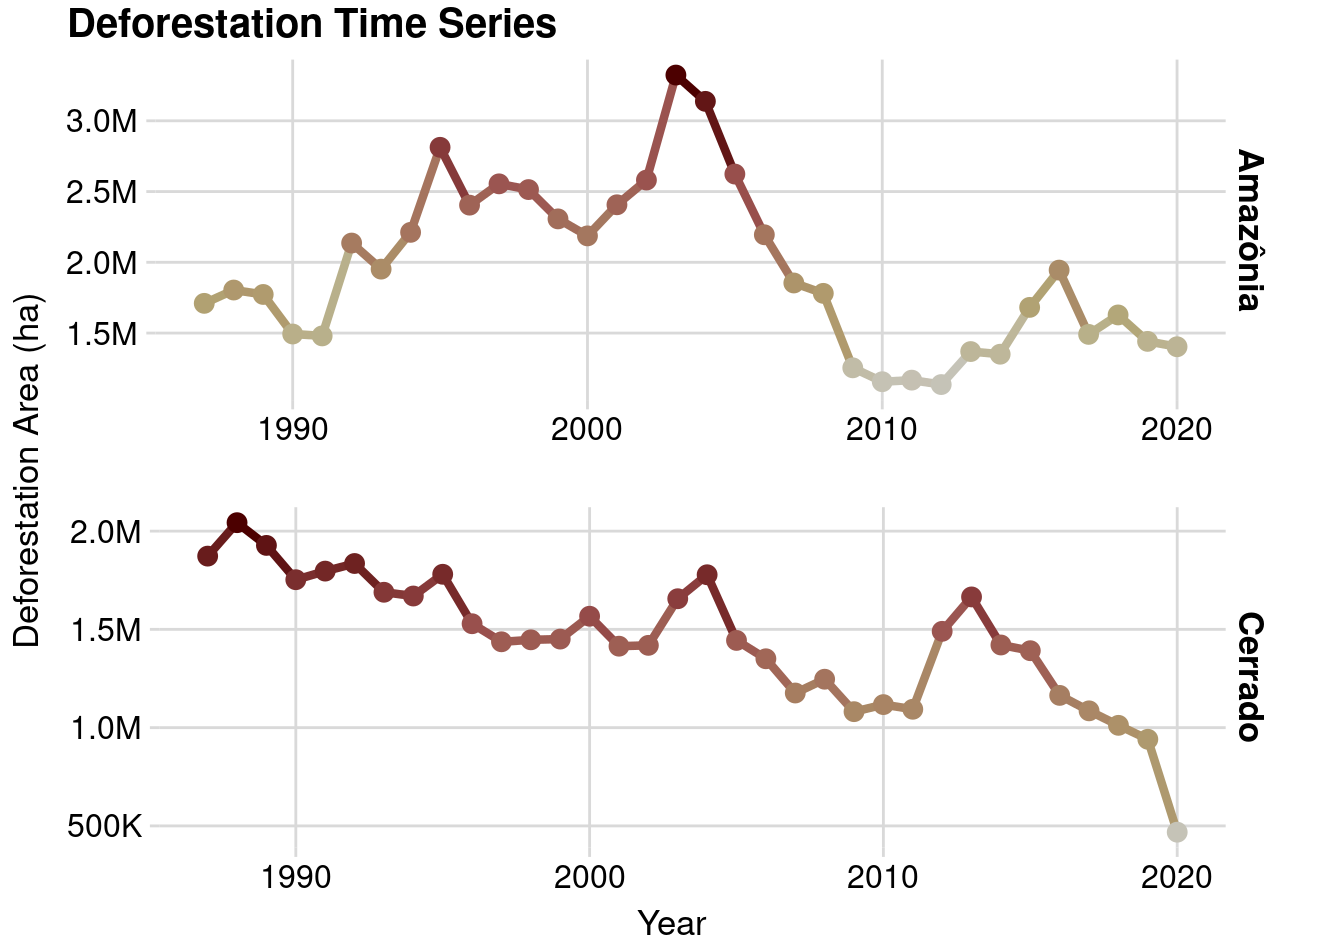 Deforestation Time Series
Deforestation Area (ha)
3.0M
2.5M
2.0M
1.5M
1990 2000 2010 2020
Amazônia
2.0M
1.5M
1.0M
500K
1990 2000 2010 2020
Cerrado
Year